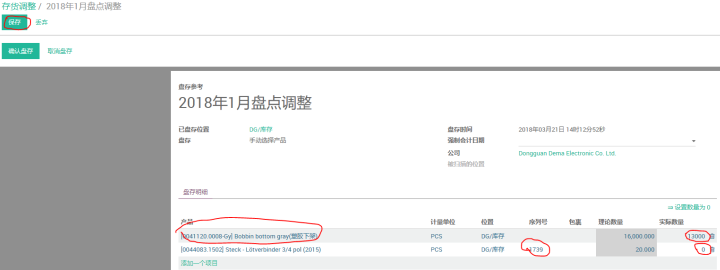 存货调整 / 2018年1月盘点调整
保存 丢弃
确认盘存 取消盘存
盘存参考
2018年1月盘点调整
已盘存位置 DG/库存 盘存时间 2018年03月21日 14时12分52秒
盘存 手动选择产品 强制会计日期
公司 Dongguan Dema Electronic Co. Ltd.
被归属的位置
盘存明细
设置数据为 0
产品 计量单位 位置 序列号 包裹 理论数量 实际数量
[0041120.0008-Gy] Bobbin bottom gray(塑胶下架) PCS DG/库存 16,000.000 13000
[0044083.1502] Steck - Lötverbinder 3/4 pol (2015) PCS DG/库存 1739 20.000 0
添加一个项目